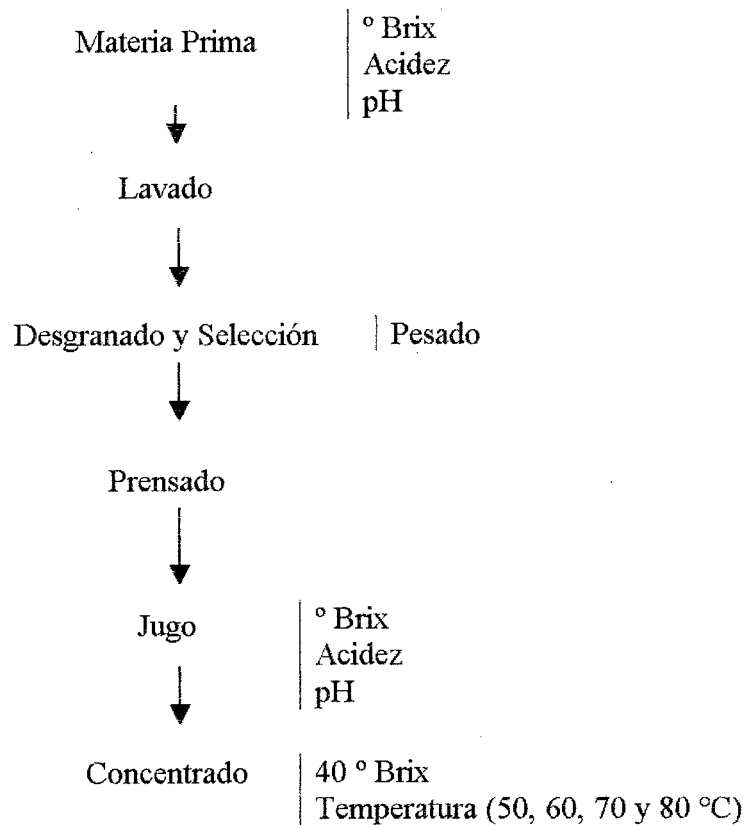 Materia Prima
º Brix
Acidez
pH
Lavado
Desgranado y Selección
Pesado
Prensado
Jugo
º Brix
Acidez
pH
Concentrado
40 º Brix
Temperatura (50, 60, 70 y 80 °C)